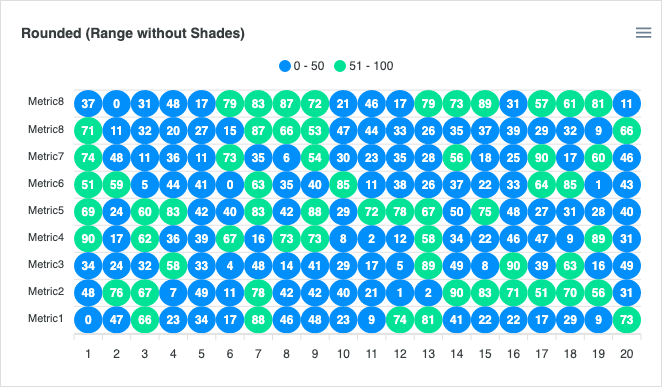 Rounded (Range without Shades)
0 - 50 51 - 100
Metric8 37 0 31 48 17 79 83 87 72 21 46 17 79 73 89 31 57 61 81 11
Metric8 71 11 32 20 27 15 87 66 53 47 44 33 26 35 37 39 29 32 9 66
Metric7 74 48 11 36 11 73 35 6 54 30 23 35 28 56 18 25 90 17 60 46
Metric6 51 59 5 44 41 0 63 35 40 85 11 38 26 37 22 33 64 85 1 43
Metric5 69 24 60 83 42 40 83 42 88 29 72 78 67 50 75 48 27 31 28 40
Metric4 90 17 62 36 39 67 16 73 73 8 2 12 58 34 22 46 47 9 89 31
Metric3 34 24 32 58 33 4 48 14 41 29 17 5 89 49 8 90 39 63 16 49
Metric2 48 76 67 7 49 11 78 42 42 40 21 1 2 90 83 71 51 70 56 31
Metric1 0 47 66 23 34 17 88 46 48 23 9 74 81 41 22 22 17 29 9 73
1 2 3 4 5 6 7 8 9 10 11 12 13 14 15 16 17 18 19 20